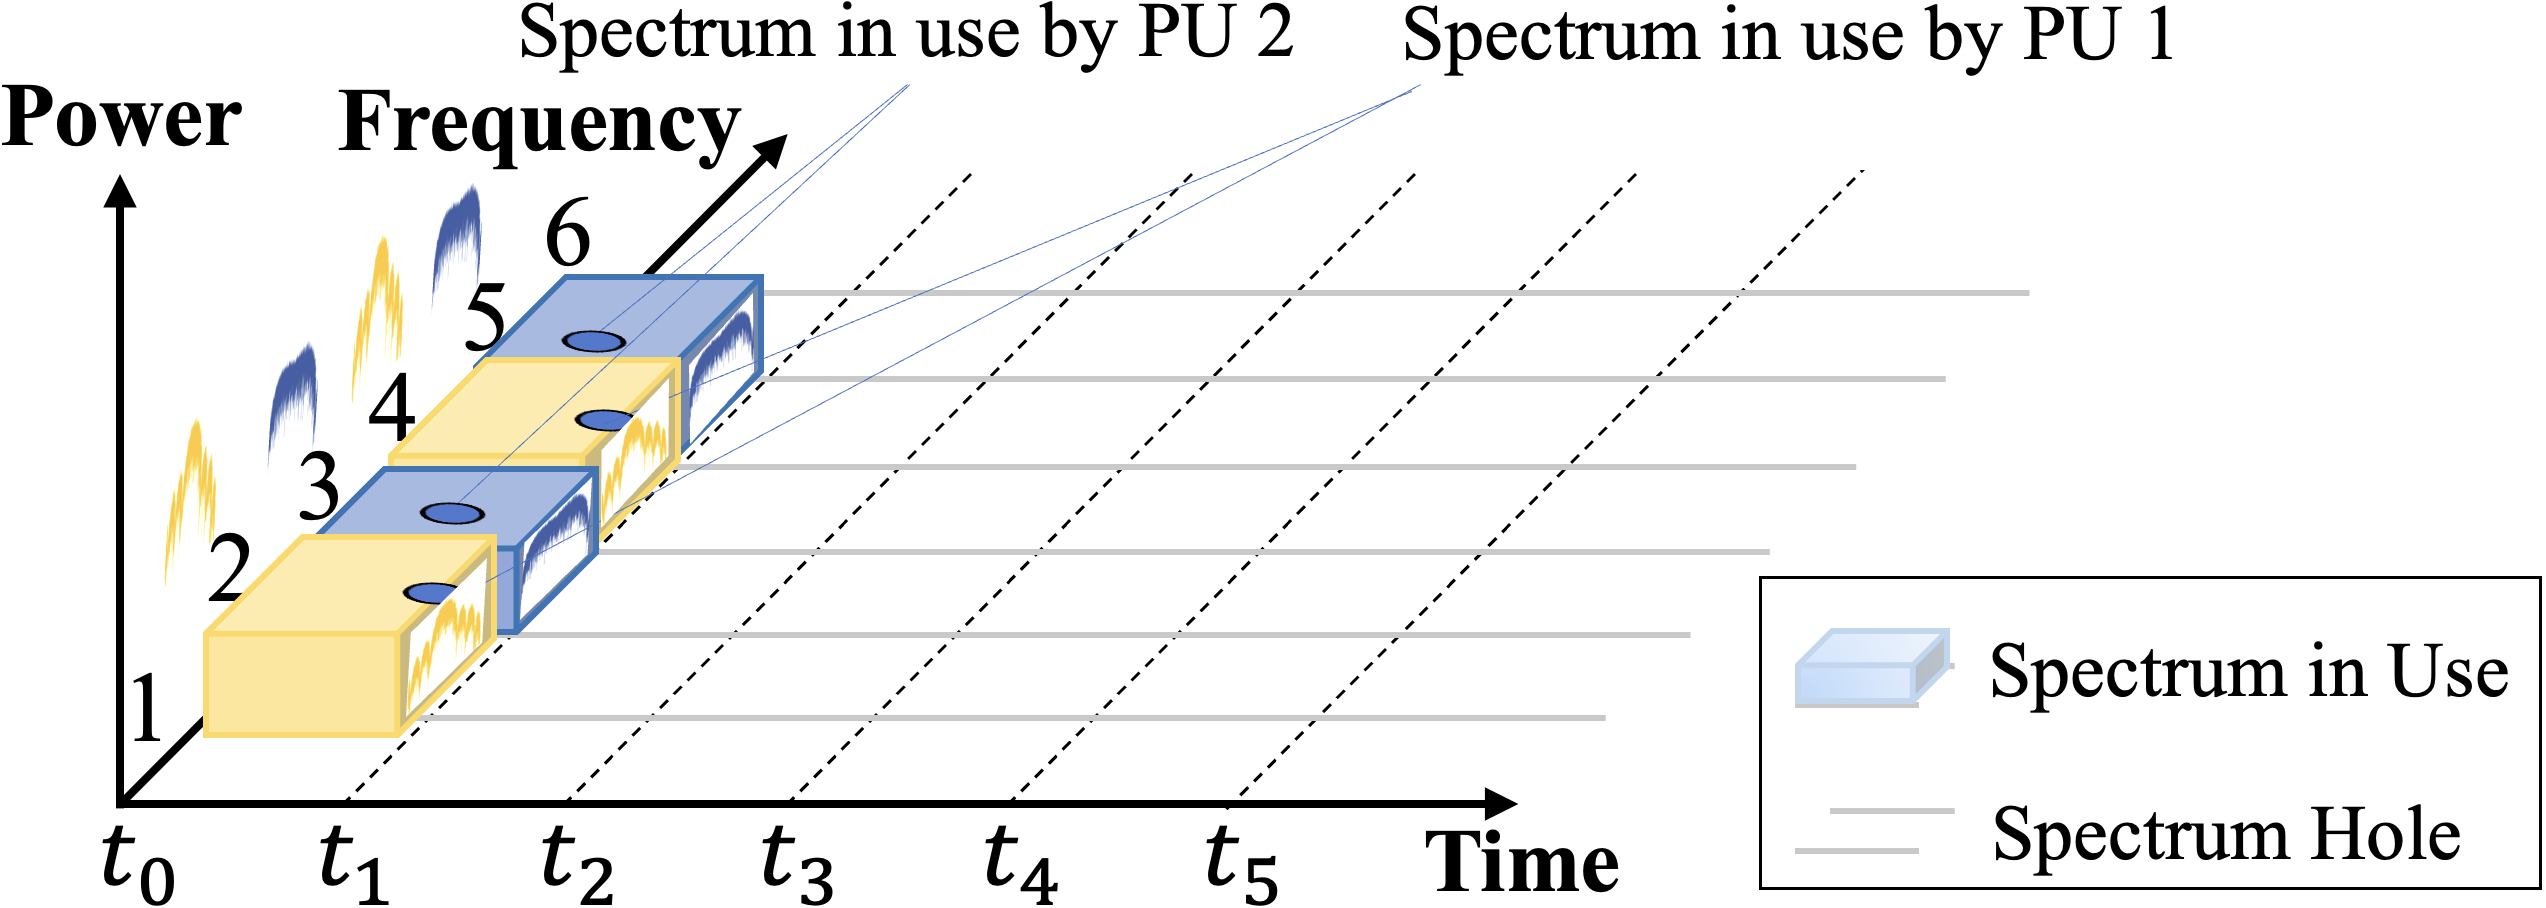 Spectrum in use by PU 2
Spectrum in use by PU 1
Power
Frequency
6
5
4
3
2
1
t0 t1 t2 t3 t4 t5
Time
Spectrum in Use
Spectrum Hole